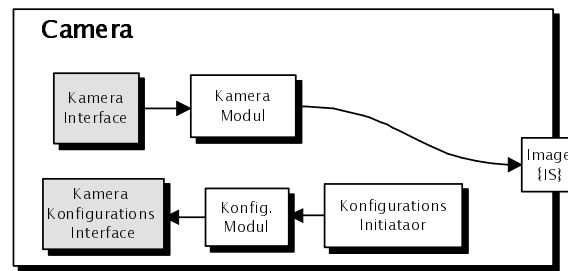 Camera
Kamera
Interface
Kamera
Modul
Image
{IS}
Kamera
Konfigurations
Interface
Konfig.
Modul
Konfigurations
Initiataor